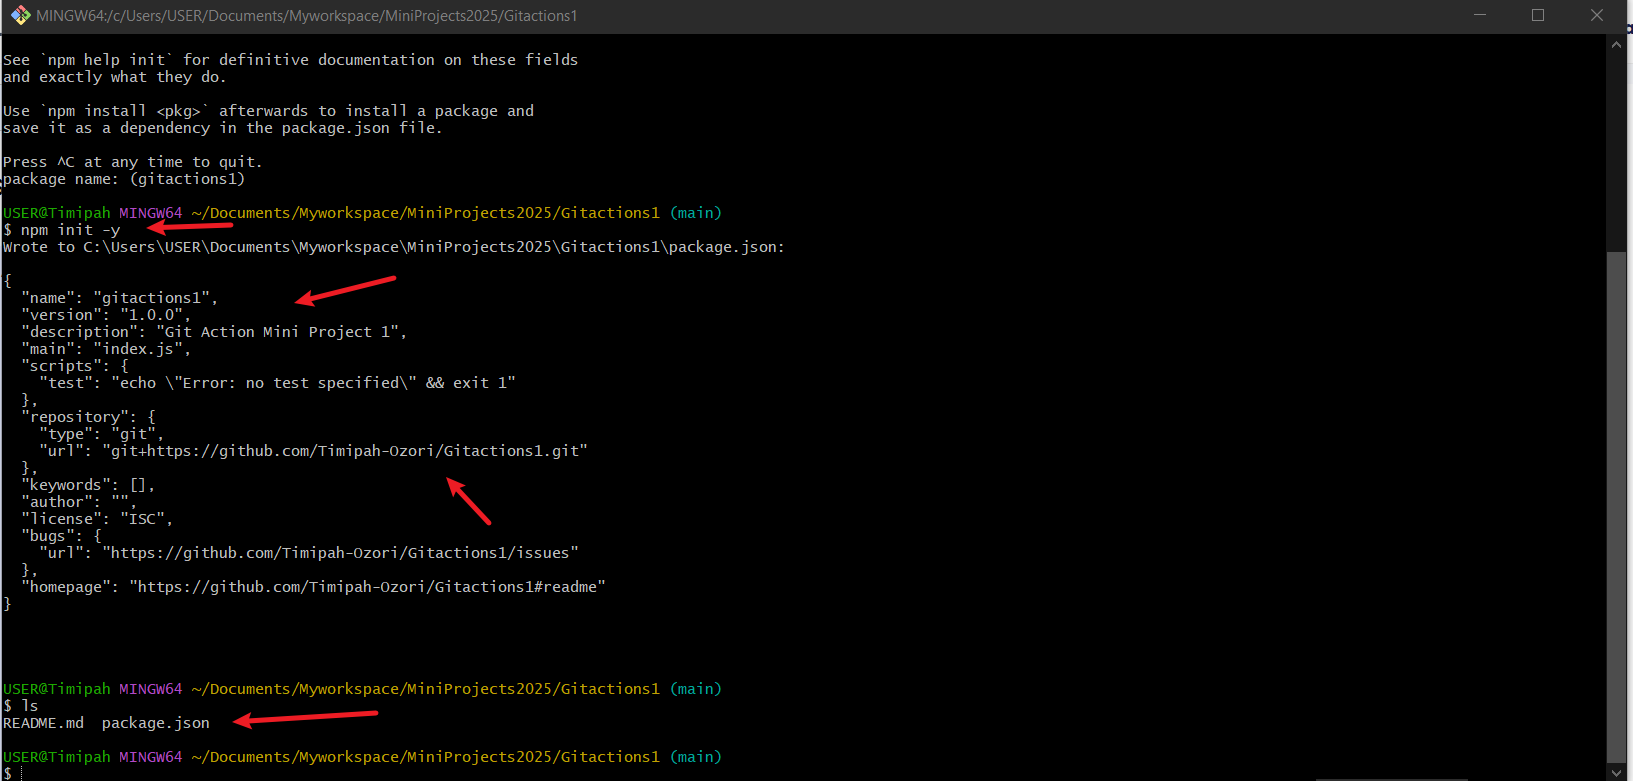 MINGW64:/c/Users/USER/Documents/Myworkspace/MiniProjects2025/Gitactions1
See `npm help init` for definitive documentation on these fields
and exactly what they do.
Use `npm install <pkg>` afterwards to install a package and
save it as a dependency in the package.json file.
Press ^C at any time to quit.
package name: (gitactions1)
USER@Timipah MINGW64 ~/Documents/Myworkspace/MiniProjects2025/Gitactions1 (main)
$ npm init -y
Wrote to C:\Users\USER\Documents\Myworkspace\MiniProjects2025\Gitactions1\package.json:
{
  "name": "gitactions1",
  "version": "1.0.0",
  "description": "Git Action Mini Project 1",
  "main": "index.js",
  "scripts": {
    "test": "echo \"Error: no test specified\" && exit 1"
  },
  "repository": {
    "type": "git",
    "url": "git+https://github.com/Timipah-Ozori/Gitactions1.git"
  },
  "keywords": [],
  "author": "",
  "license": "ISC",
  "bugs": {
    "url": "https://github.com/Timipah-Ozori/Gitactions1/issues"
  },
  "homepage": "https://github.com/Timipah-Ozori/Gitactions1#readme"
}
USER@Timipah MINGW64 ~/Documents/Myworkspace/MiniProjects2025/Gitactions1 (main)
$ ls
README.md  package.json
USER@Timipah MINGW64 ~/Documents/Myworkspace/MiniProjects2025/Gitactions1 (main)
$